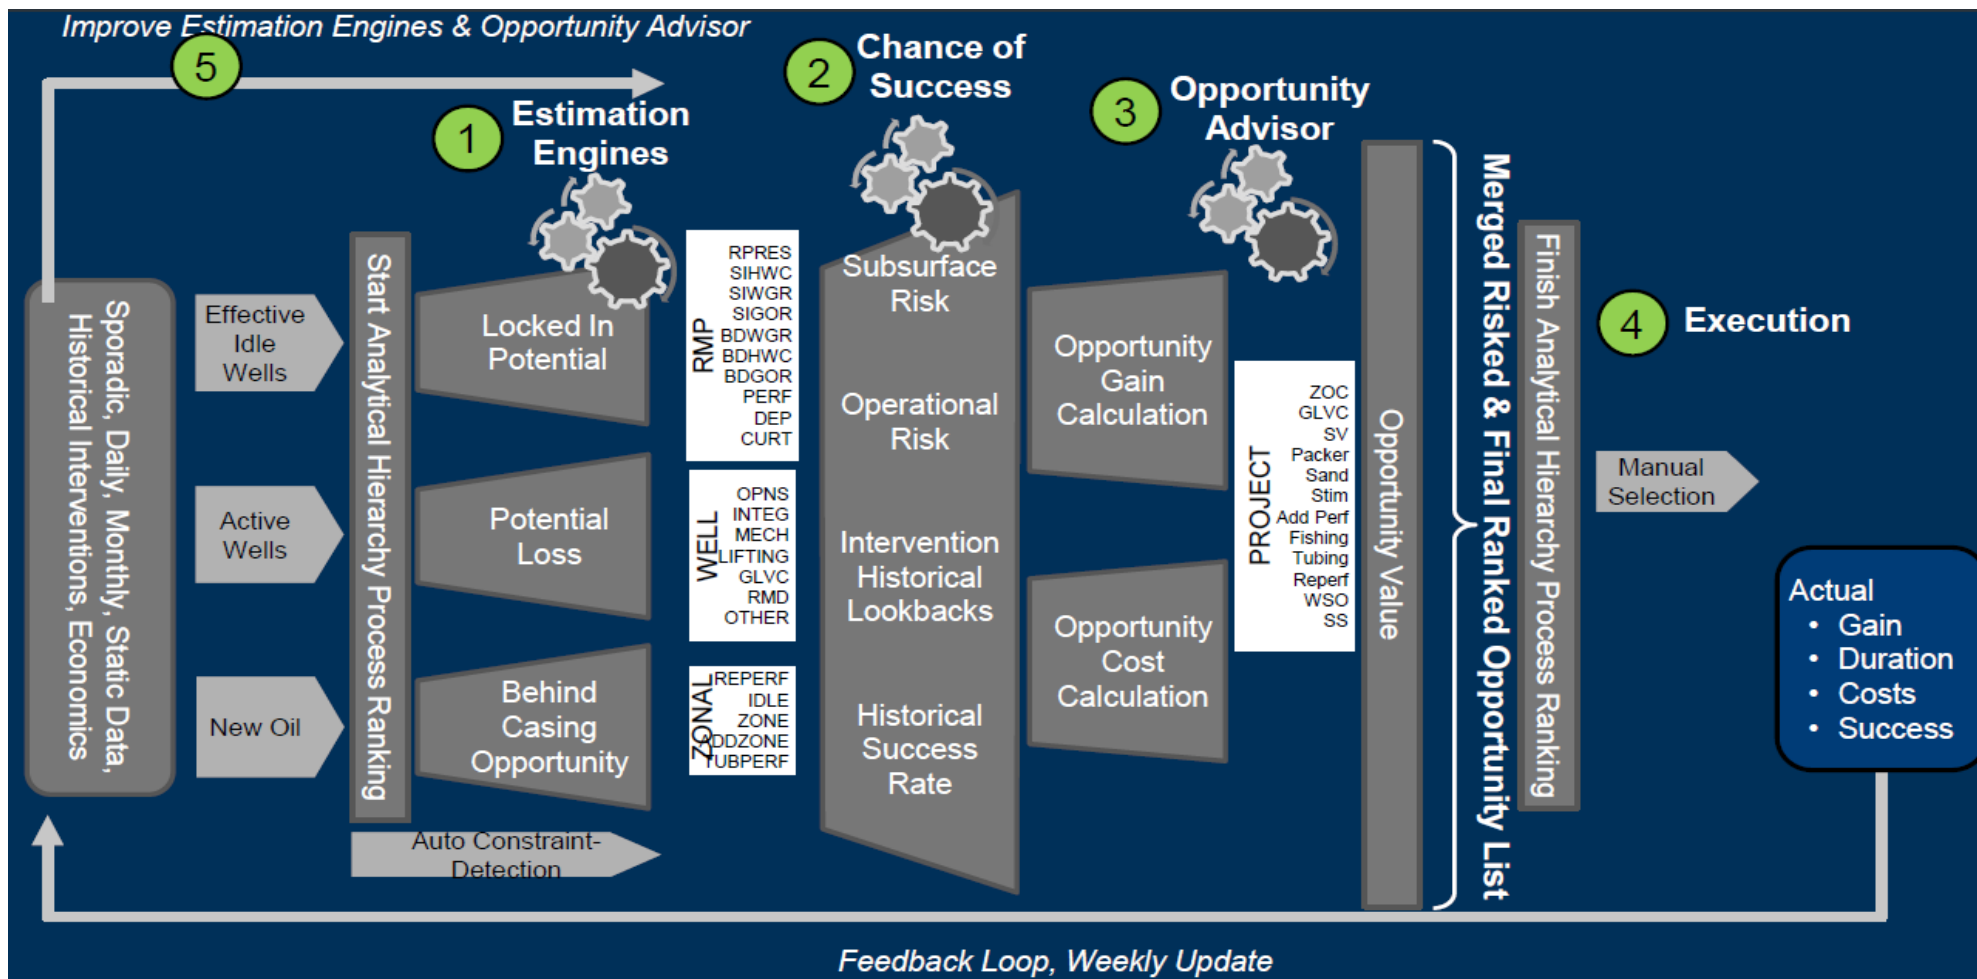 Improve Estimation Engines & Opportunity Advisor
5
1
Estimation
Engines
2
Chance of
Success
3
Opportunity
Advisor
Sporadic, Daily, Monthly, Static Data,
Historical Interventions, Economics
Effective
Idle
Wells
Active
Wells
New Oil
Start Analytical Hierarchy Process Ranking
Locked In
Potential
Potential
Loss
Behind
Casing
Opportunity
Auto Constraint-
Detection
RMP
RPRES
SIHWC
SIWGR
SIGOR
BDWGR
BDHWC
BDGOR
PERF
DEP
CURT
WELL
OPNS
INTEG
MECH
LIFTING
GLVC
RMD
OTHER
ZONAL
REPERF
IDLE
ZONE
ADDZONE
TUBPERF
Subsurface
Risk
Operational
Risk
Intervention
Historical
Lookbacks
Historical
Success
Rate
Opportunity
Gain
Calculation
Opportunity
Cost
Calculation
PROJECT
ZOC
GLVC
SV
Packer
Sand
Stim
Add Perf
Fishing
Tubing
Reperf
WSO
SS
Opportunity Value
Merged Risked & Final Ranked Opportunity List
Finish Analytical Hierarchy Process Ranking
4
Execution
Manual
Selection
Actual
• Gain
• Duration
• Costs
• Success
Feedback Loop, Weekly Update